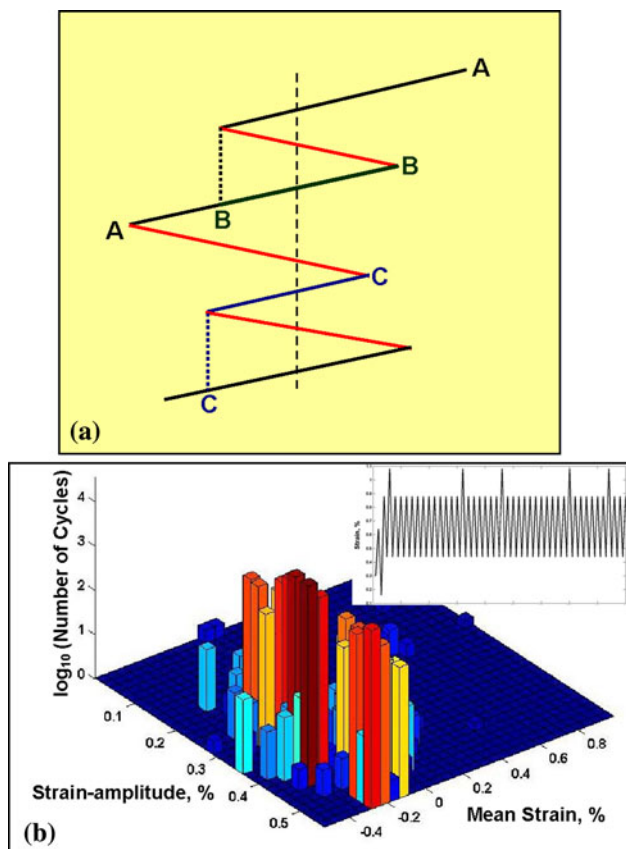 A
B
B
A
C
C
(a)
log₁₀ (Number of Cycles)
4
3
2
1
0
0.1
0.2
0.3
0.4
0.5
Strain-amplitude, %
-0.4
-0.2
0
0.2
0.4
0.6
0.8
Mean Strain, %
Strain, %
(b)